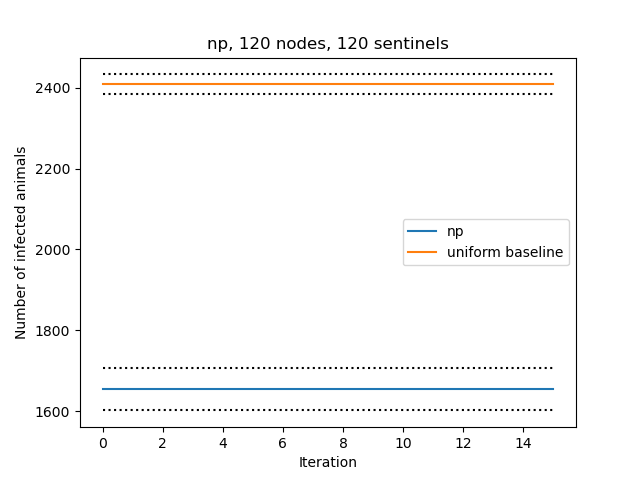 np, 120 nodes, 120 sentinels
2400
2200
2000
1800
1600
Number of infected animals
np
uniform baseline
0 2 4 6 8 10 12 14
Iteration